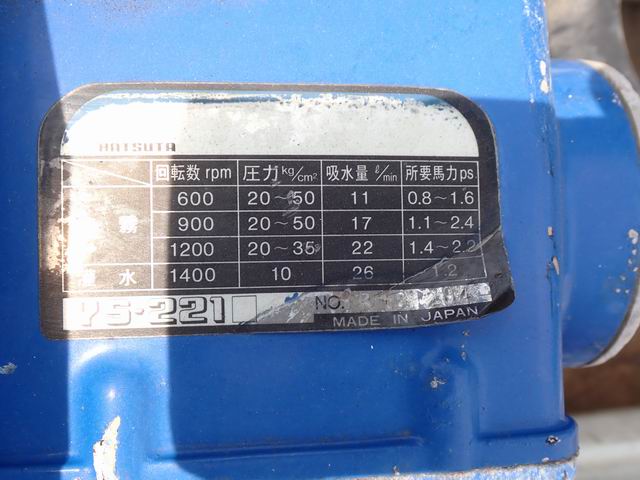 HATSUTA
回転数 rpm 圧力 kg/cm² 吸水量 ℓ/min 所要馬力 ps
600 20~50 11 0.8~1.6
霧 900 20~50 17 1.1~2.4
1200 20~35 22 1.4~2.2
水 1400 10 26 1.2
YS-221
NO.
MADE IN JAPAN